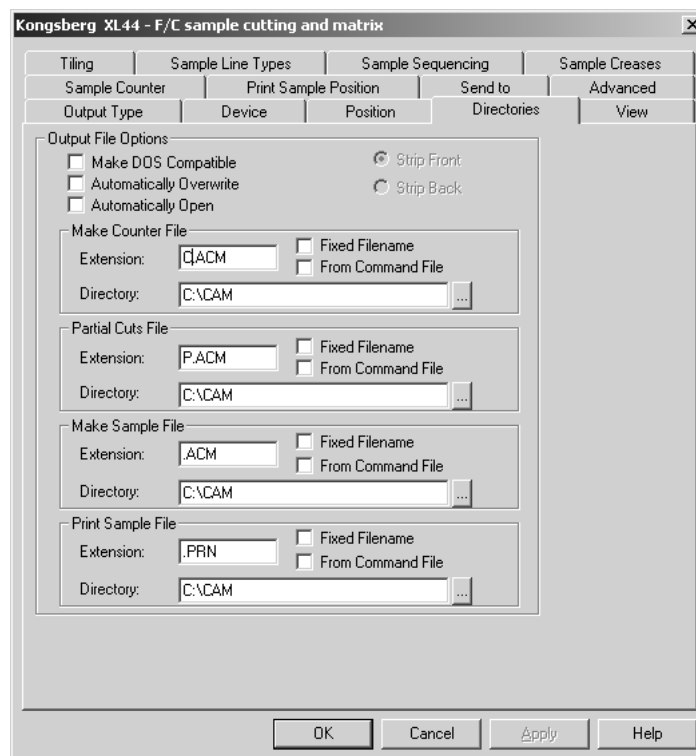 Kongsberg XL44 - F/C sample cutting and matrix
Tiling
Sample Line Types
Sample Sequencing
Sample Creases
Sample Counter
Print Sample Position
Send to
Advanced
Output Type
Device
Position
Directories
View
Output File Options
Make DOS Compatible
Strip Front
Automatically Overwrite
Strip Back
Automatically Open
Make Counter File
Extension: C.ACM
Fixed Filename
From Command File
Directory: C:\CAM ...
Partial Cuts File
Extension: P.ACM
Fixed Filename
From Command File
Directory: C:\CAM ...
Make Sample File
Extension: .ACM
Fixed Filename
From Command File
Directory: C:\CAM ...
Print Sample File
Extension: .PRN
Fixed Filename
From Command File
Directory: C:\CAM ...
OK
Cancel
Apply
Help